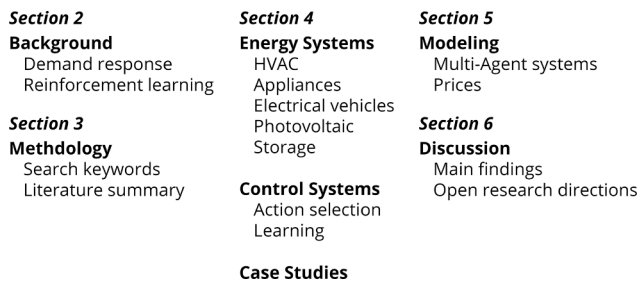 Section 2
Background
Demand response
Reinforcement learning
Section 3
Methdology
Search keywords
Literature summary
Section 4
Energy Systems
HVAC
Appliances
Electrical vehicles
Photovoltaic
Storage
Control Systems
Action selection
Learning
Case Studies
Section 5
Modeling
Multi-Agent systems
Prices
Section 6
Discussion
Main findings
Open research directions